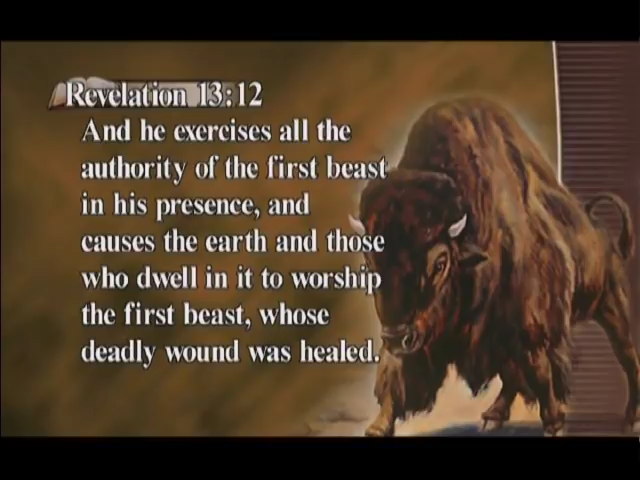 Revelation 13:12
And he exercises all the
authority of the first beast
in his presence, and
causes the earth and those
who dwell in it to worship
the first beast, whose
deadly wound was healed.